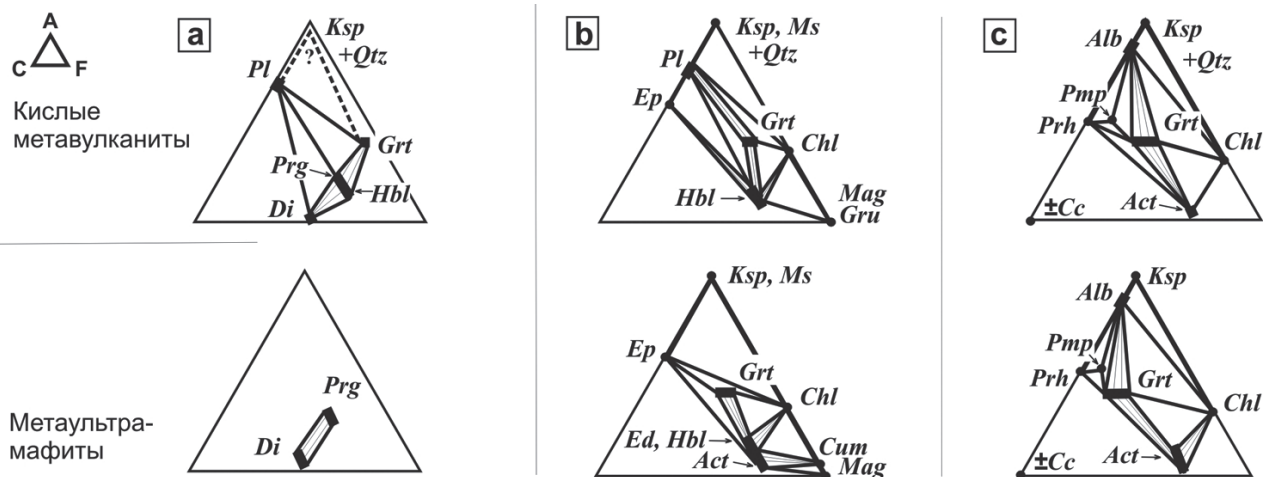 A
C F
Кислые
метавулканиты
a
Ksp
+Qtz
?
Pl
Grt
Prg
Hbl
Di
b
Ksp, Ms
+Qtz
Pl
Ep
Grt
Chl
Hbl
Mag
Gru
c
Alb
Ksp
+Qtz
Pmp
Prh
Grt
Chl
±Cc
Act
Метаультра-
мафиты
Prg
Di
Ksp, Ms
Ep
Grt
Chl
Ed, Hbl
Act
Cum
Mag
Alb
Ksp
Pmp
Prh
Grt
Chl
±Cc
Act